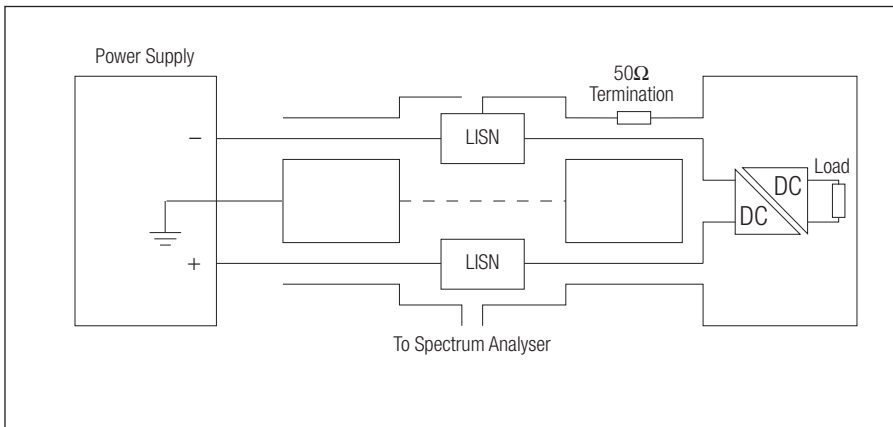 Power Supply
50Ω
Termination
−
LISN
Load
DC
DC
+
LISN
To Spectrum Analyser